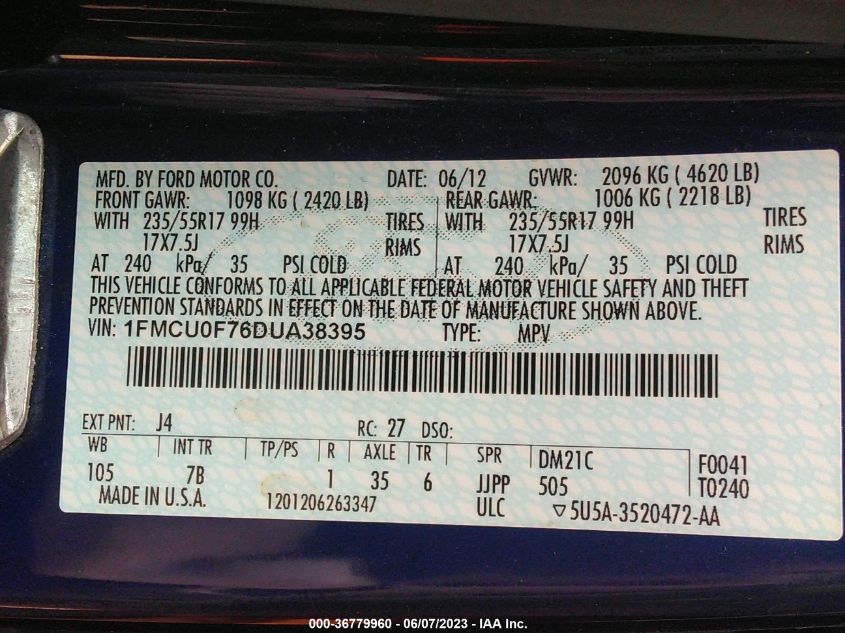 MFD. BY FORD MOTOR CO. DATE: 06/12 GVWR: 2096 KG ( 4620 LB)
FRONT GAWR: 1098 KG ( 2420 LB) REAR GAWR: 1006 KG ( 2218 LB)
WITH 235/55R17 99H TIRES WITH 235/55R17 99H TIRES
17X7.5J RIMS 17X7.5J RIMS
AT 240 kPa/ 35 PSI COLD AT 240 kPa/ 35 PSI COLD
THIS VEHICLE CONFORMS TO ALL APPLICABLE FEDERAL MOTOR VEHICLE SAFETY AND THEFT
PREVENTION STANDARDS IN EFFECT ON THE DATE OF MANUFACTURE SHOWN ABOVE.
VIN: 1FMCU0F76DUA38395 TYPE: MPV
EXT PNT: J4 RC: 27 DSO:
WB INT TR TP/PS R AXLE TR SPR DM21C F0041
105 7B 1 35 6 JJPP 505 T0240
MADE IN U.S.A. 1201206263347 ULC ▽5U5A-3520472-AA
000-36779960 - 06/07/2023 - IAA Inc.